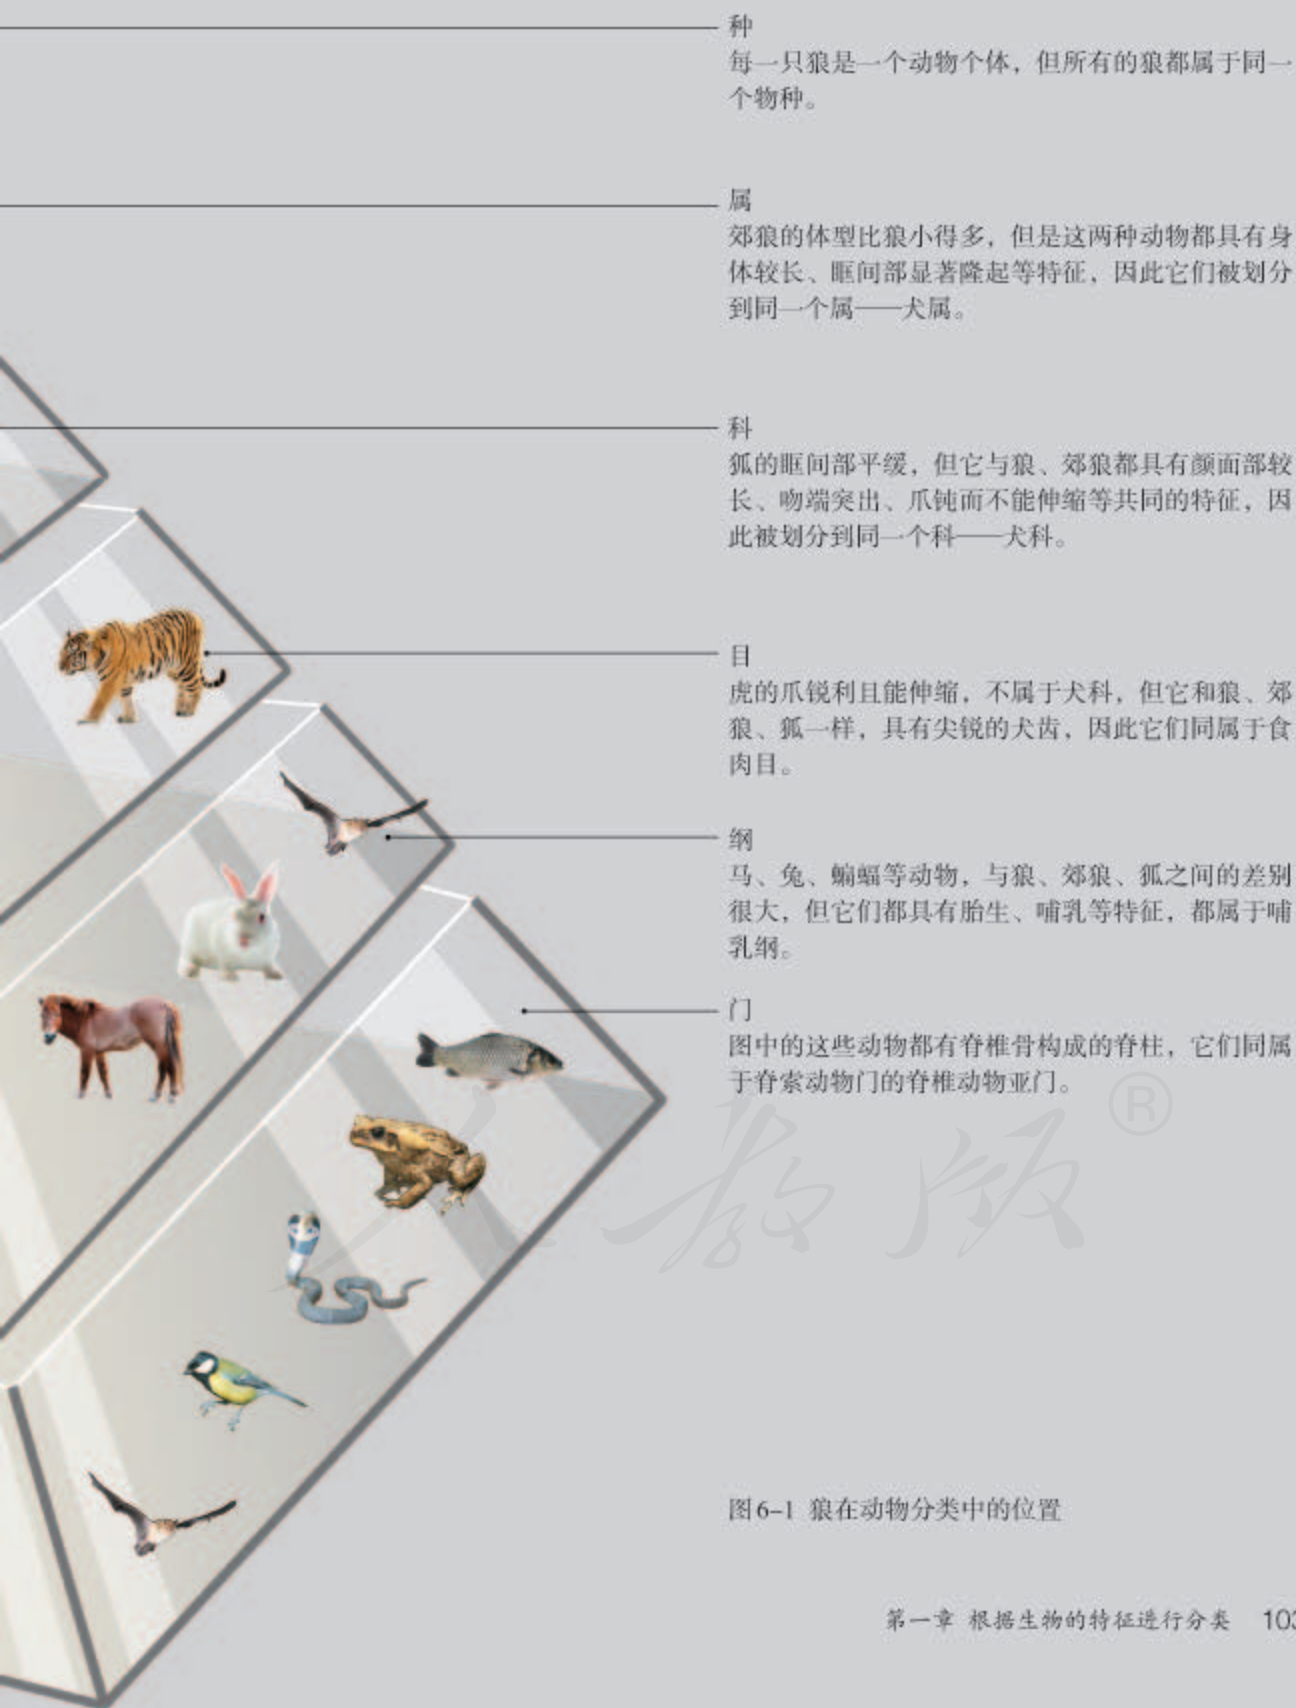 种
每一只狼是一个动物个体，但所有的狼都属于同一
个物种。
属
郊狼的体型比狼小得多，但是这两种动物都具有身
体较长、眶间部显著隆起等特征，因此它们被划分
到同一个属——犬属。
科
狐的眶间部平缓，但它与狼、郊狼都具有颜面部较
长、吻端突出、爪钝而不能伸缩等共同的特征，因
此被划分到同一个科——犬科。
目
虎的爪锐利且能伸缩，不属于犬科，但它和狼、郊
狼、狐一样，具有尖锐的犬齿，因此它们同属于食
肉目。
纲
马、兔、蝙蝠等动物，与狼、郊狼、狐之间的差别
很大，但它们都具有胎生、哺乳等特征，都属于哺
乳纲。
门
图中的这些动物都有脊椎骨构成的脊柱，它们同属
于脊索动物门的脊椎动物亚门。
人教版®
图6-1 狼在动物分类中的位置
第一章 根据生物的特征进行分类 103